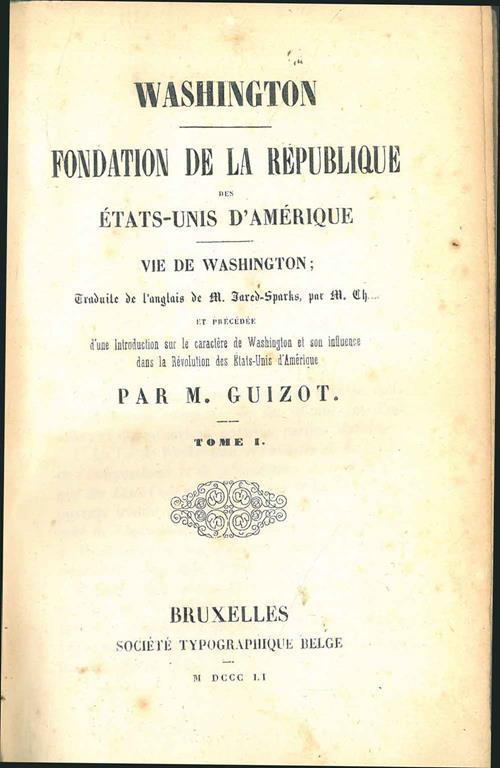 WASHINGTON
FONDATION DE LA RÉPUBLIQUE
DES
ÉTATS-UNIS D'AMÉRIQUE
VIE DE WASHINGTON;
Traduite de l'anglais de M. Jared-Sparks, par M. Ch....
ET PRÉCÉDÉE
d'une Introduction sur le caractère de Washington et son influence
dans la Révolution des États-Unis d'Amérique
PAR M. GUIZOT.
TOME I.
BRUXELLES
SOCIÉTÉ TYPOGRAPHIQUE BELGE
M DCCC LI